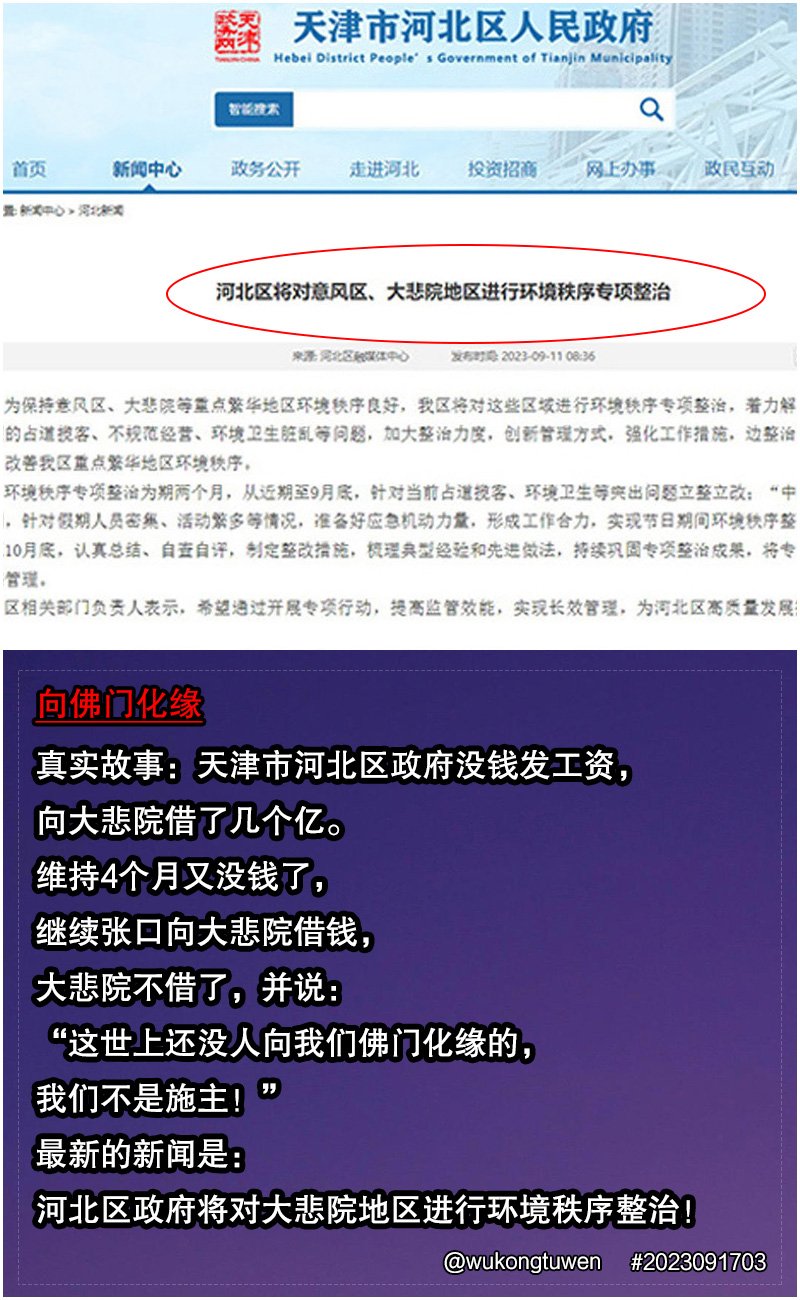 天津市河北区人民政府
Hebei District People's Government of Tianjin Municipality
天津政务网
TIANJIN·CHINA
智能搜索
首页 新闻中心 政务公开 走进河北 投资招商 网上办事 政民互动
置: 新闻中心 > 河北新闻
河北区将对意风区、大悲院地区进行环境秩序专项整治
来源: 河北区融媒体中心 发布时间: 2023-09-11 08:36
为保持意风区、大悲院等重点繁华地区环境秩序良好，我区将对这些区域进行环境秩序专项整治，着力解
的占道揽客、不规范经营、环境卫生脏乱等问题，加大整治力度，创新管理方式，强化工作措施，边整治
改善我区重点繁华地区环境秩序。
环境秩序专项整治为期两个月，从近期至9月底，针对当前占道揽客、环境卫生等突出问题立整立改；“中
，针对假期人员密集、活动繁多等情况，准备好应急机动力量，形成工作合力，实现节日期间环境秩序整
10月底，认真总结、自查自评，制定整改措施，梳理典型经验和先进做法，持续巩固专项整治成果，将专
管理。
区相关部门负责人表示，希望通过开展专项行动，提高监管效能，实现长效管理，为河北区高质量发展
向佛门化缘
真实故事：天津市河北区政府没钱发工资，
向大悲院借了几个亿。
维持4个月又没钱了，
继续张口向大悲院借钱，
大悲院不借了，并说：
“这世上还没人向我们佛门化缘的，
我们不是施主！”
最新的新闻是：
河北区政府将对大悲院地区进行环境秩序整治！
@wukongtuwen #2023091703